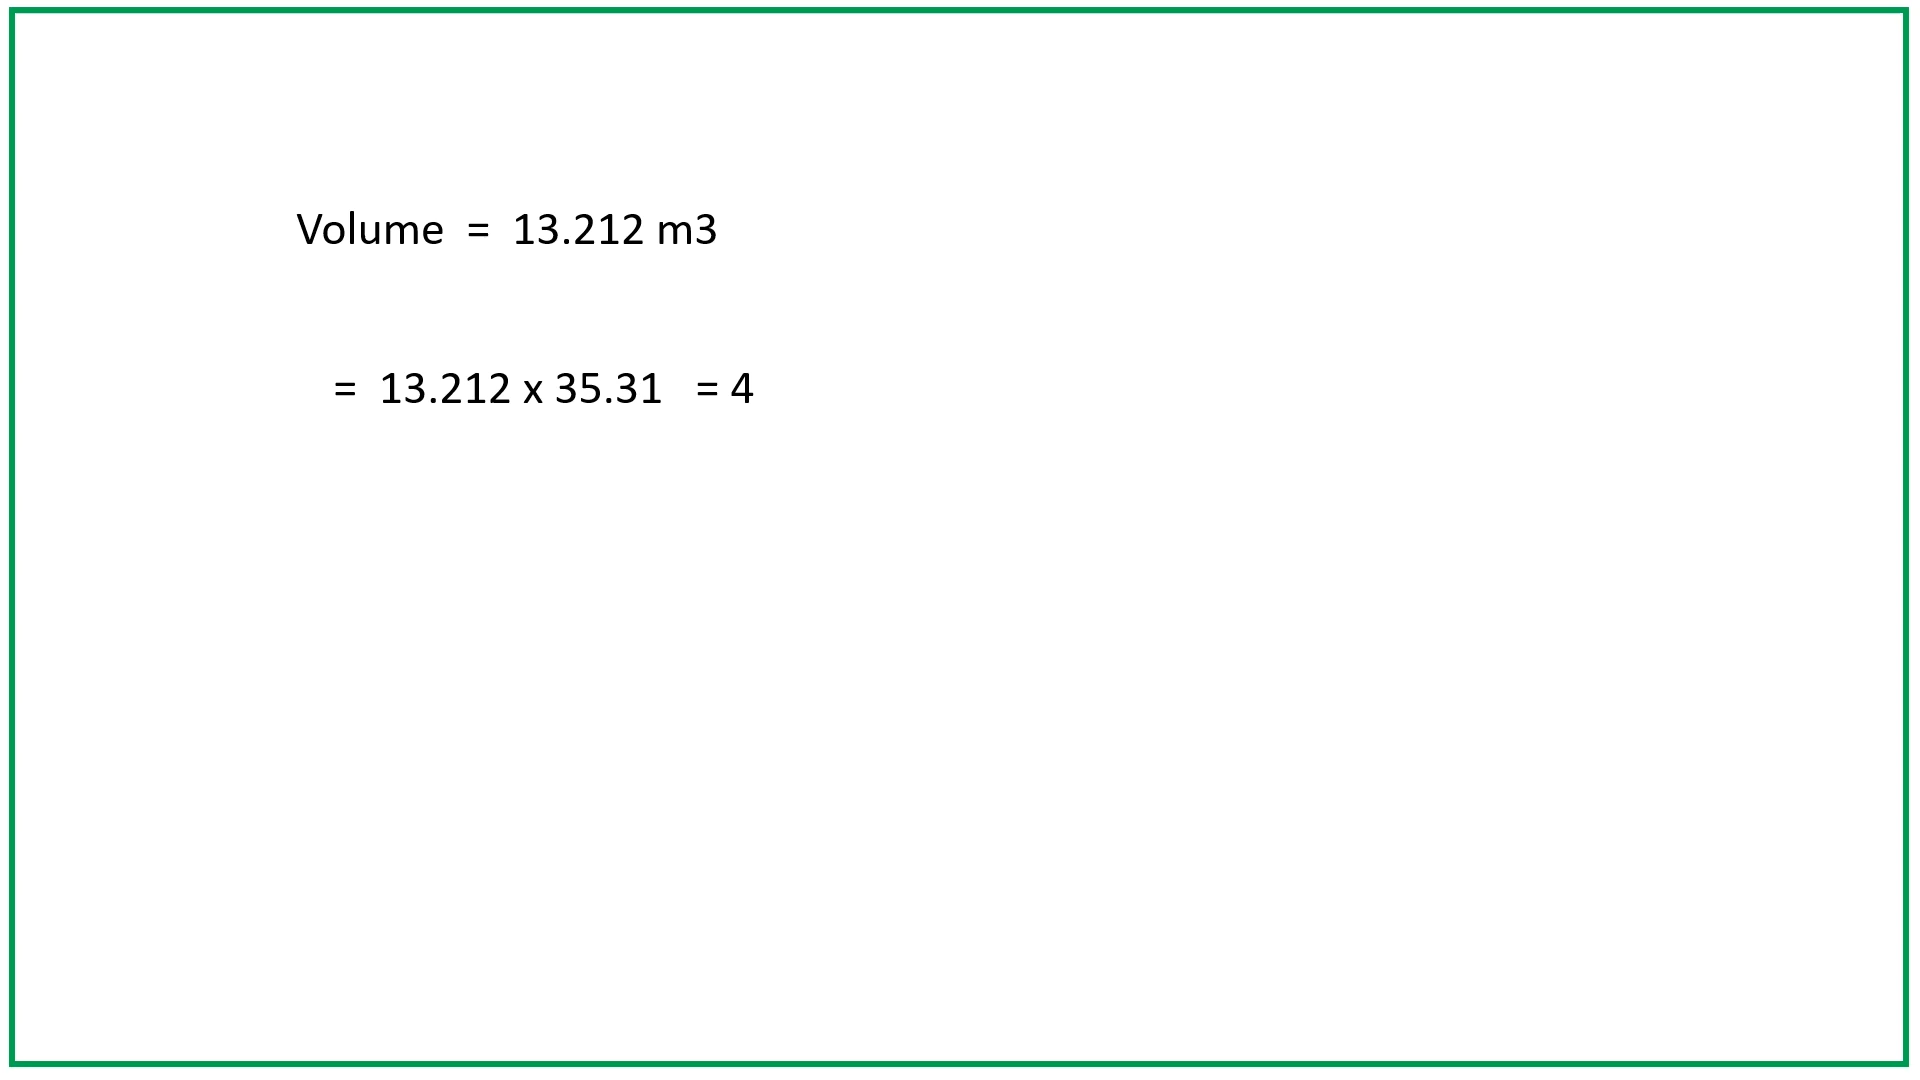 Volume = 13.212 m3
= 13.212 x 35.31 = 4